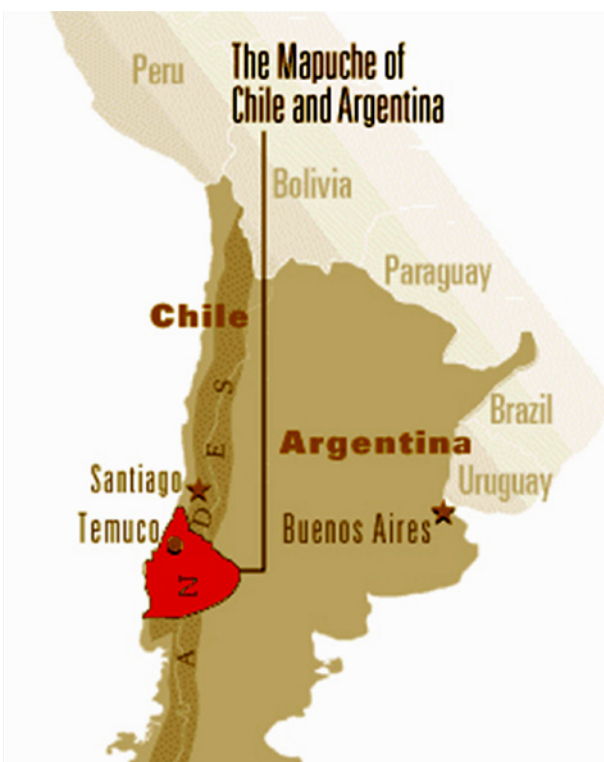 Peru
The Mapuche of
Chile and Argentina
Bolivia
Paraguay
Chile
Brazil
Argentina
Uruguay
Santiago
Temuco
Buenos Aires
ANDES